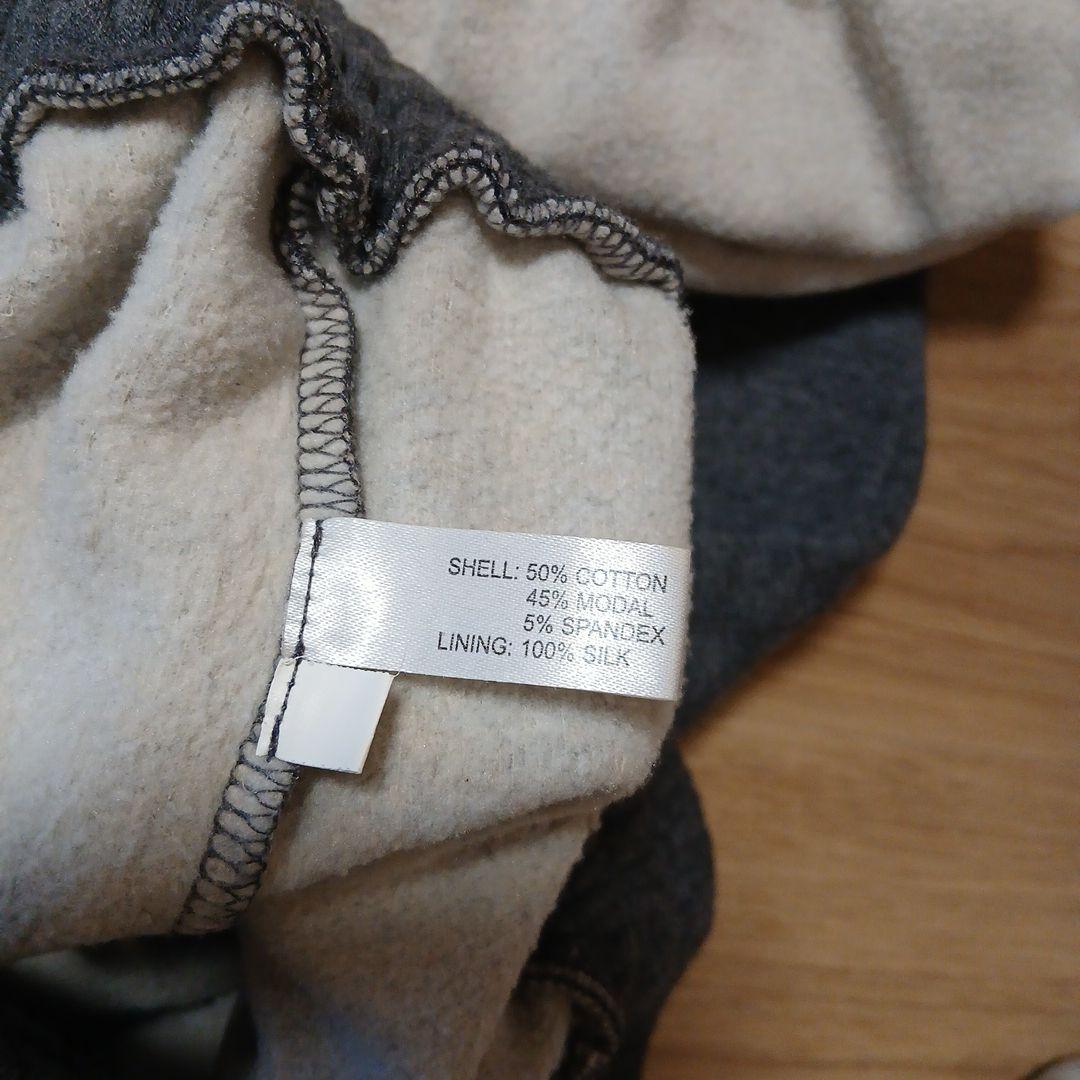 SHELL: 50% COTTON
45% MODAL
5% SPANDEX
LINING: 100% SILK